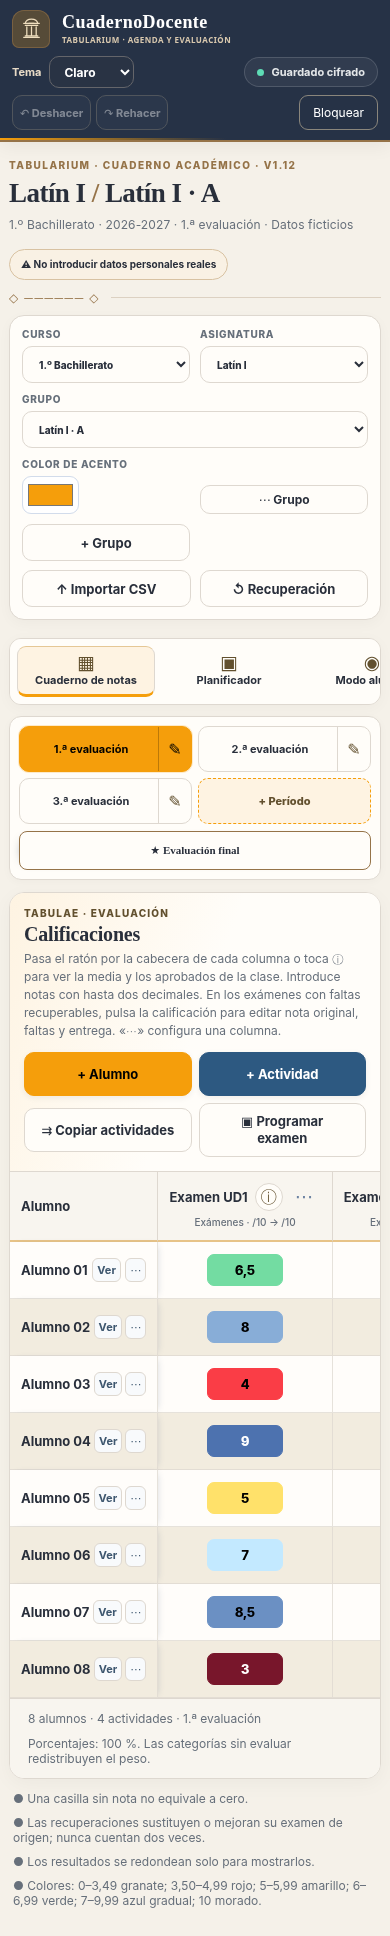 CuadernoDocente
TABULARIUM · AGENDA Y EVALUACIÓN
Tema Claro Guardado cifrado
↶ Deshacer ↷ Rehacer Bloquear
TABULARIUM · CUADERNO ACADÉMICO · V1.12
Latín I / Latín I · A
1.º Bachillerato · 2026-2027 · 1.ª evaluación · Datos ficticios
⚠ No introducir datos personales reales
CURSO ASIGNATURA
1.º Bachillerato Latín I
GRUPO
Latín I · A
COLOR DE ACENTO
··· Grupo
+ Grupo
↑ Importar CSV ↺ Recuperación
Cuaderno de notas Planificador Modo alu
1.ª evaluación ✎ 2.ª evaluación ✎
3.ª evaluación ✎ + Período
★ Evaluación final
TABULAE · EVALUACIÓN
Calificaciones
Pasa el ratón por la cabecera de cada columna o toca ⓘ
para ver la media y los aprobados de la clase. Introduce
notas con hasta dos decimales. En los exámenes con faltas
recuperables, pulsa la calificación para editar nota original,
faltas y entrega. «···» configura una columna.
+ Alumno + Actividad
⇉ Copiar actividades ▣ Programar
examen
Alumno Examen UD1 ⓘ ··· Exame
Exámenes · /10 → /10 Ex
Alumno 01 Ver ··· 6,5
Alumno 02 Ver ··· 8
Alumno 03 Ver ··· 4
Alumno 04 Ver ··· 9
Alumno 05 Ver ··· 5
Alumno 06 Ver ··· 7
Alumno 07 Ver ··· 8,5
Alumno 08 Ver ··· 3
8 alumnos · 4 actividades · 1.ª evaluación
Porcentajes: 100 %. Las categorías sin evaluar
redistribuyen el peso.
● Una casilla sin nota no equivale a cero.
● Las recuperaciones sustituyen o mejoran su examen de
origen; nunca cuentan dos veces.
● Los resultados se redondean solo para mostrarlos.
● Colores: 0–3,49 granate; 3,50–4,99 rojo; 5–5,99 amarillo; 6–
6,99 verde; 7–9,99 azul gradual; 10 morado.